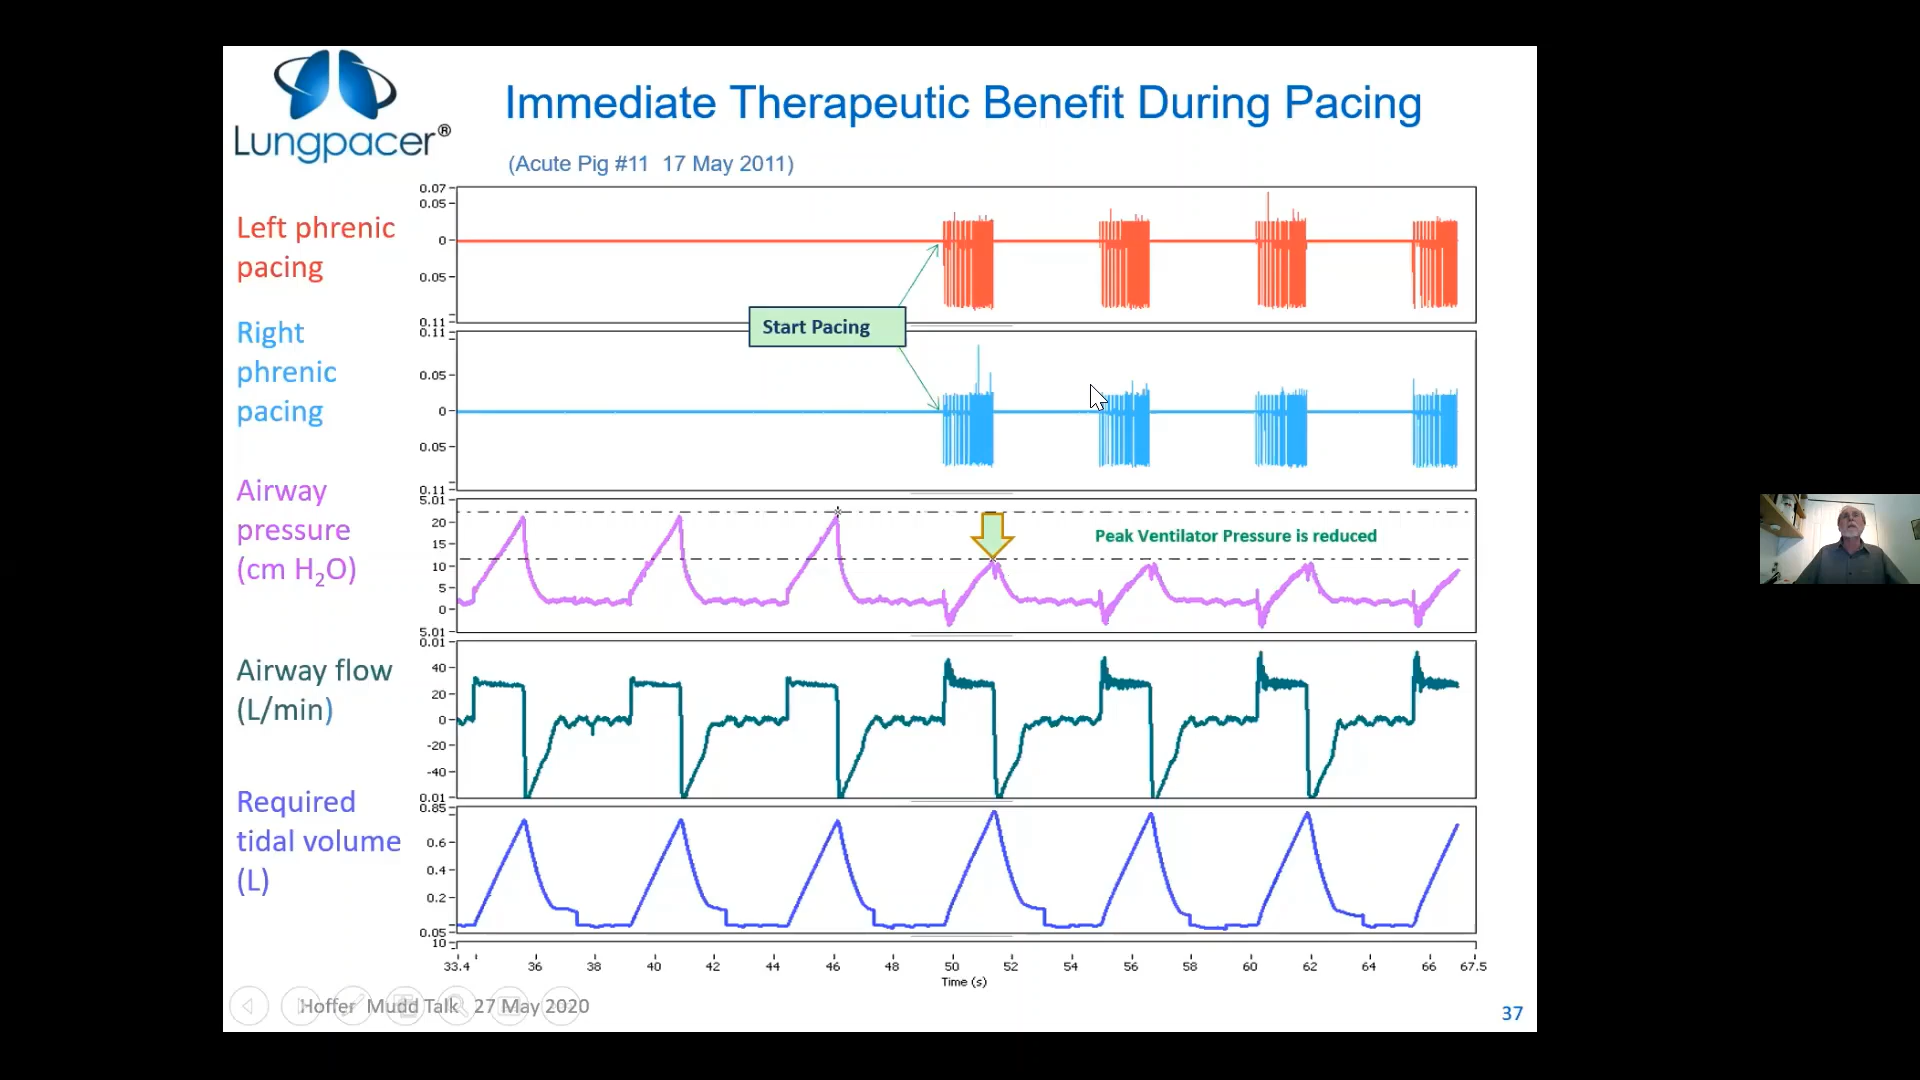 Lungpacer®
Immediate Therapeutic Benefit During Pacing
(Acute Pig #11 17 May 2011)
Left phrenic
pacing
0.07
0.05
0
0.05
0.11
Start Pacing
Right
phrenic
pacing
0.11
0.05
0
0.05
0.11
Airway
pressure
(cm H₂O)
5.01
20
15
10
5
0
5.01
Peak Ventilator Pressure is reduced
Airway flow
(L/min)
0.01
40
20
0
-20
-40
0.01
Required
tidal volume
(L)
0.85
0.6
0.4
0.2
0.05
10
33.4 36 38 40 42 44 46 48 50 52 54 56 58 60 62 64 66 67.5
Time (s)
Hoffer Mudd Talk 27 May 2020
37